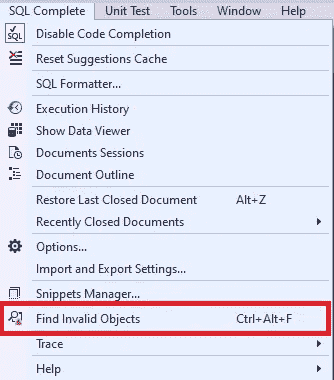 SQL Complete Unit Test Tools Window Help
SQL Disable Code Completion
Reset Suggestions Cache
SQL Formatter...
Execution History
Show Data Viewer
Documents Sessions
Document Outline
Restore Last Closed Document Alt+Z
Recently Closed Documents
Options...
Import and Export Settings...
Snippets Manager...
Find Invalid Objects Ctrl+Alt+F
Trace
Help